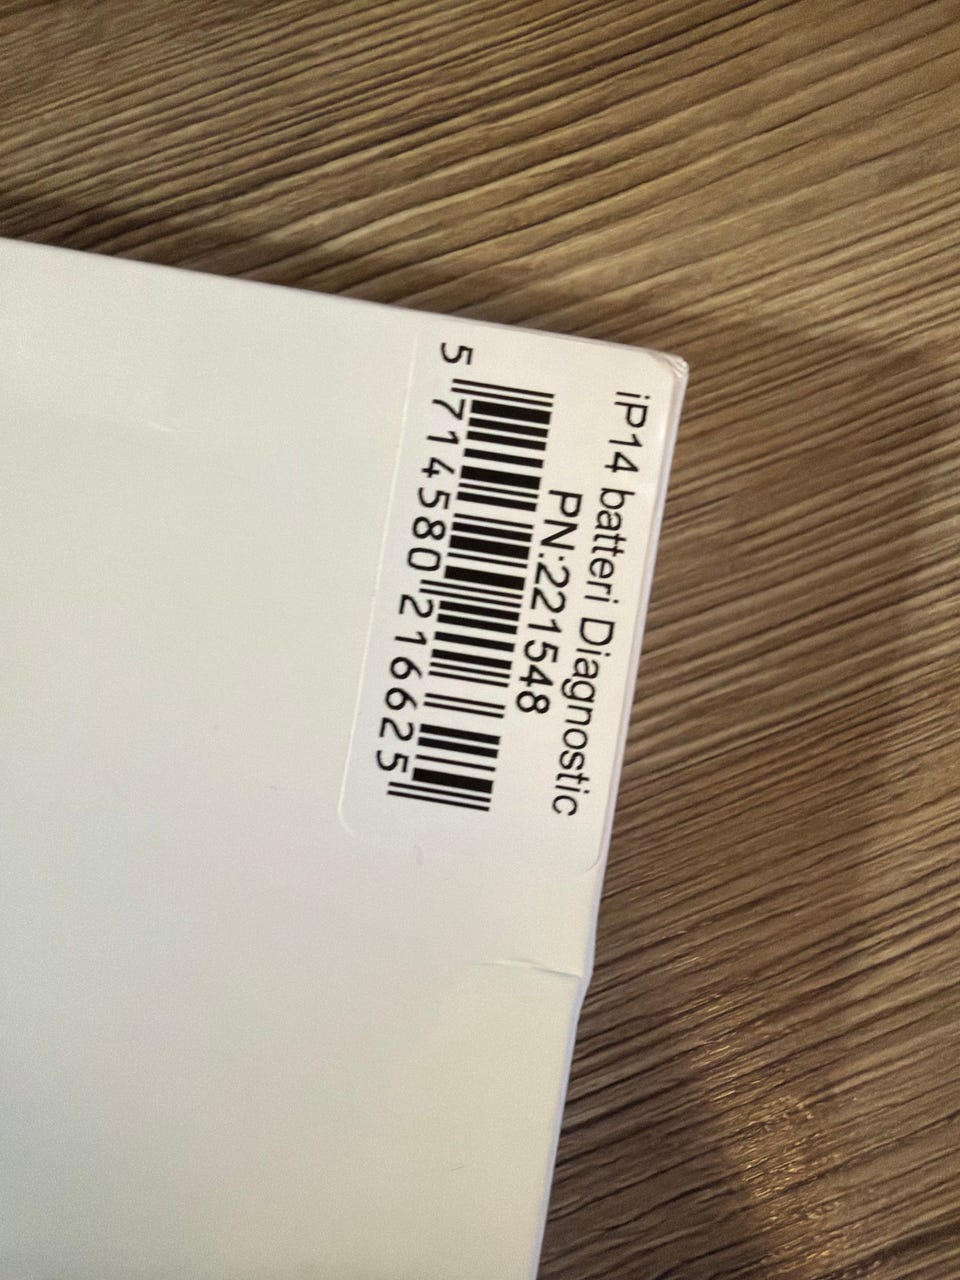 iP14 batteri Diagnostic
PN:221548
5 714580 216625